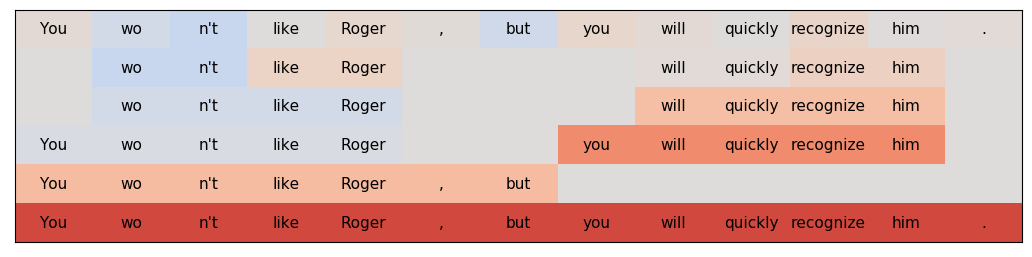 You wo n't like Roger , but you will quickly recognize him .
wo n't like Roger will quickly recognize him
wo n't like Roger will quickly recognize him
You wo n't like Roger you will quickly recognize him
You wo n't like Roger , but
You wo n't like Roger , but you will quickly recognize him .